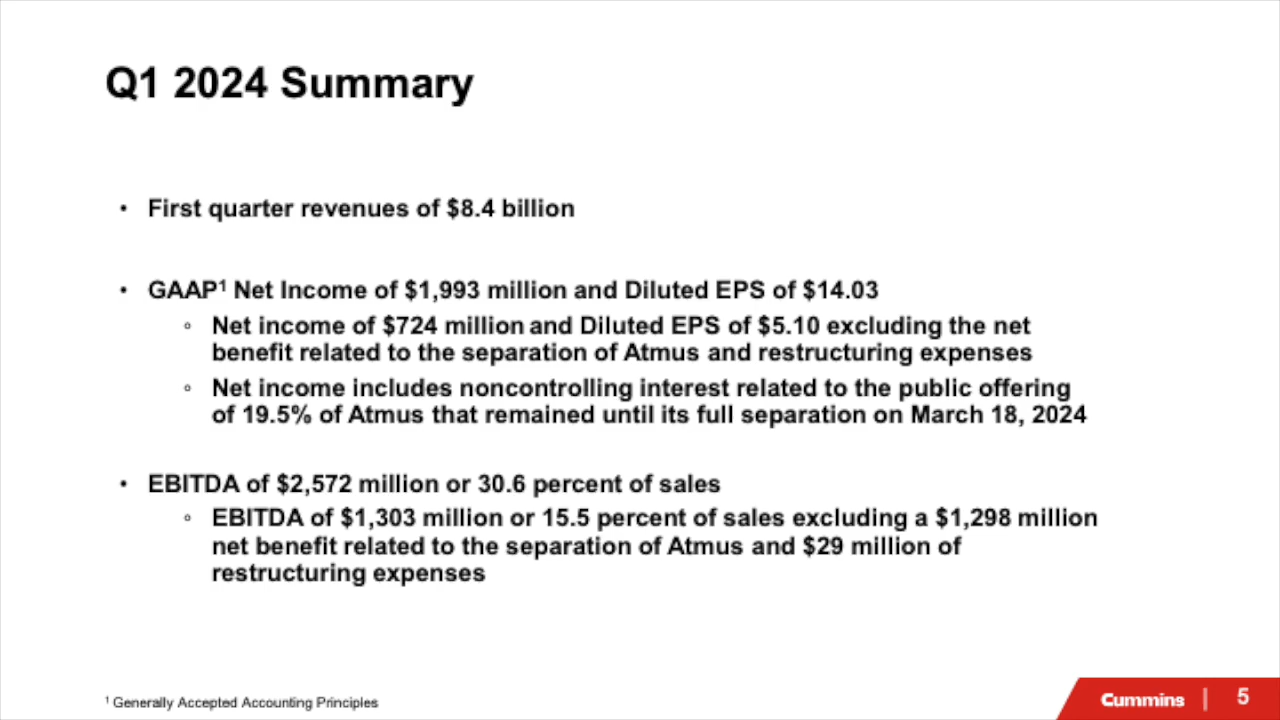 Q1 2024 Summary
• First quarter revenues of $8.4 billion
• GAAP¹ Net Income of $1,993 million and Diluted EPS of $14.03
◦ Net income of $724 million and Diluted EPS of $5.10 excluding the net
benefit related to the separation of Atmus and restructuring expenses
◦ Net income includes noncontrolling interest related to the public offering
of 19.5% of Atmus that remained until its full separation on March 18, 2024
• EBITDA of $2,572 million or 30.6 percent of sales
◦ EBITDA of $1,303 million or 15.5 percent of sales excluding a $1,298 million
net benefit related to the separation of Atmus and $29 million of
restructuring expenses
¹ Generally Accepted Accounting Principles
Cummins | 5